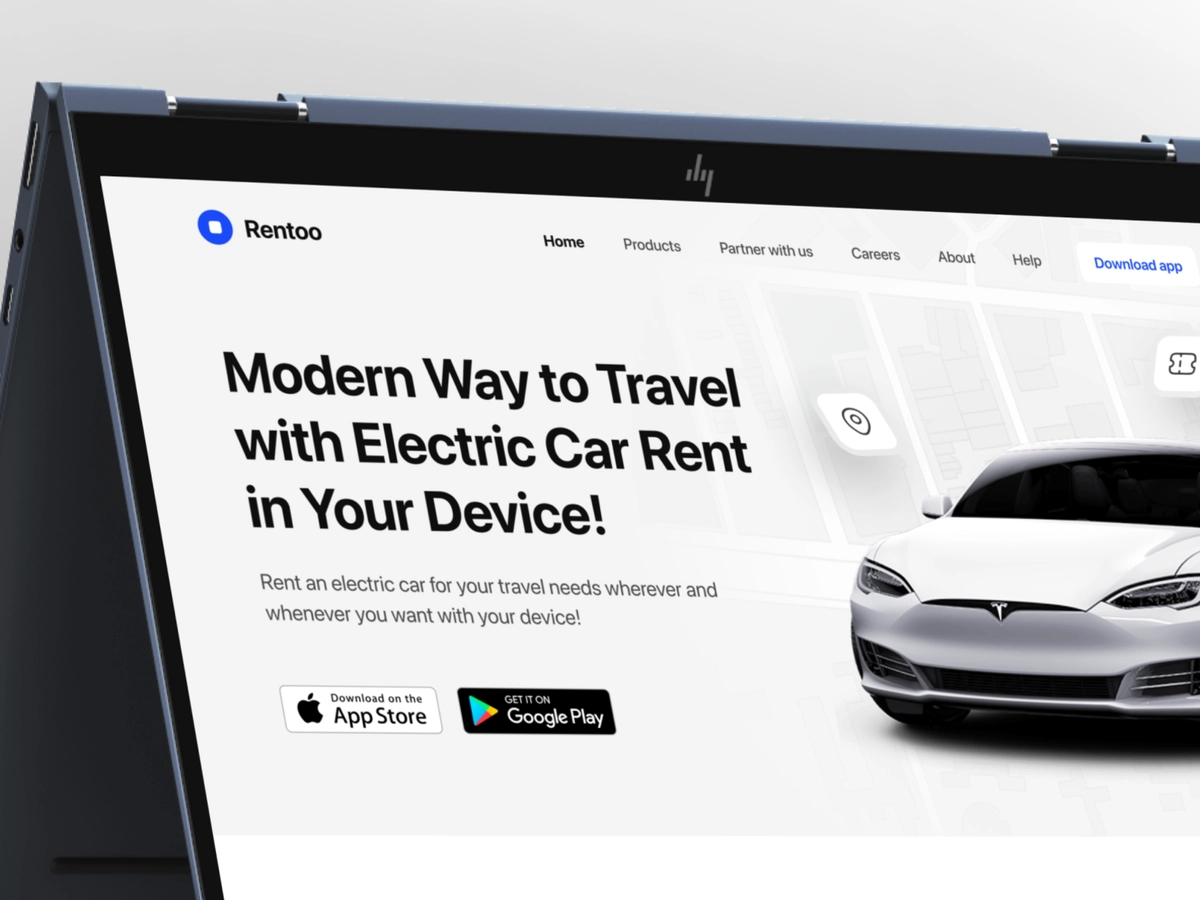 Rentoo
Home Products Partner with us Careers About Help Download app
Modern Way to Travel
with Electric Car Rent
in Your Device!
Rent an electric car for your travel needs wherever and
whenever you want with your device!
Download on the
App Store
GET IT ON
Google Play